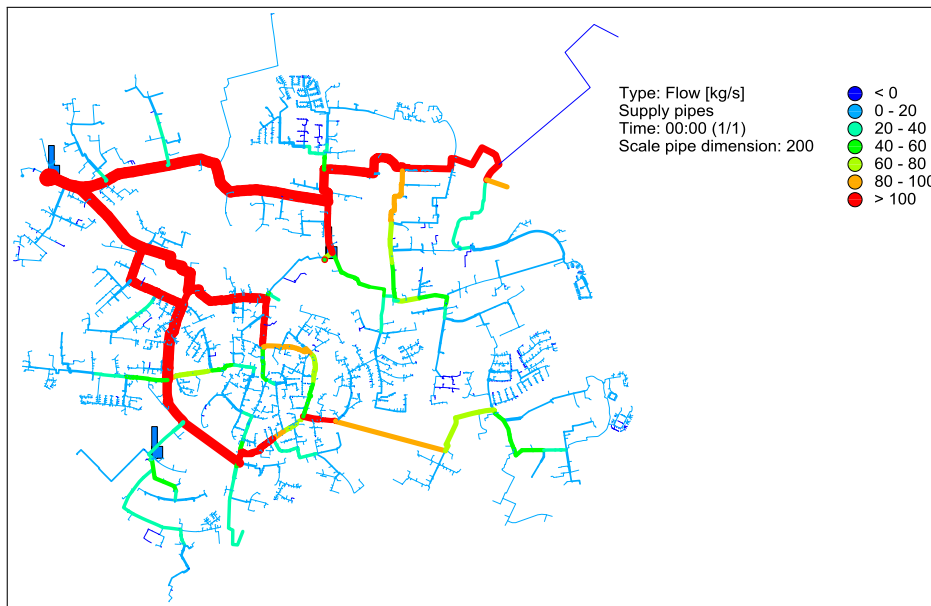 Type: Flow [kg/s]
Supply pipes
Time: 00:00 (1/1)
Scale pipe dimension: 200
< 0
0 - 20
20 - 40
40 - 60
60 - 80
80 - 100
> 100